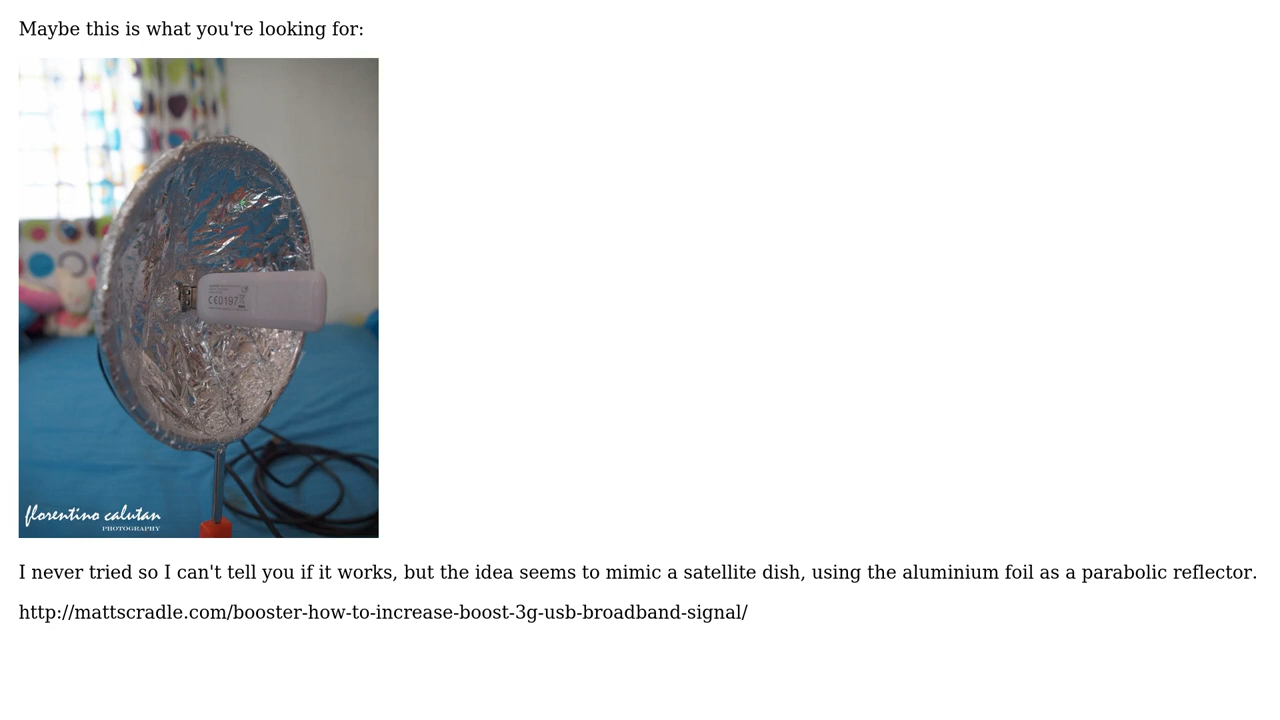 Maybe this is what you're looking for:
CE0197
florentino calutan
PHOTOGRAPHY
I never tried so I can't tell you if it works, but the idea seems to mimic a satellite dish, using the aluminium foil as a parabolic reflector.
http://mattscradle.com/booster-how-to-increase-boost-3g-usb-broadband-signal/